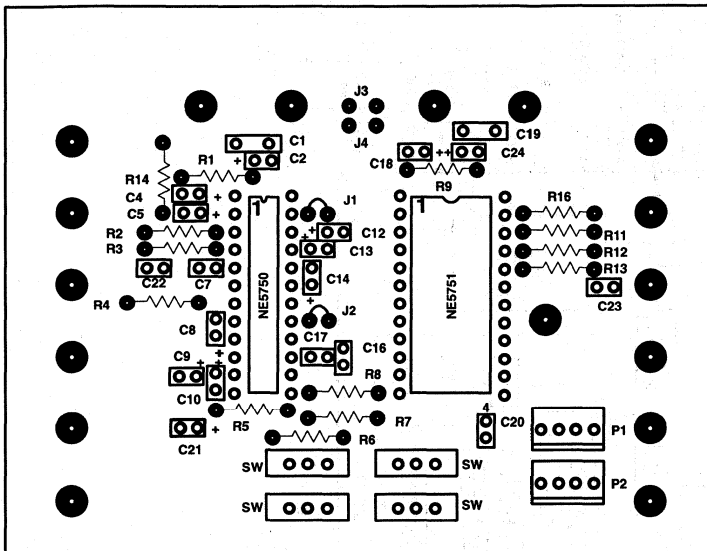 J3
J4
C1
C2
+
C19
C18
++
C24
R1
R14
R9
C4
+
C5
+
1
J1
1
R16
R2
+
C12
R11
R3
+
C13
R12
C22
C7
C14
R13
NE5750
NE5751
C23
R4
+
J2
C8
+
C17
C16
C9
+
+
C10
R8
4
C20
R5
R7
P1
C21
+
R6
SW
SW
P2
SW
SW